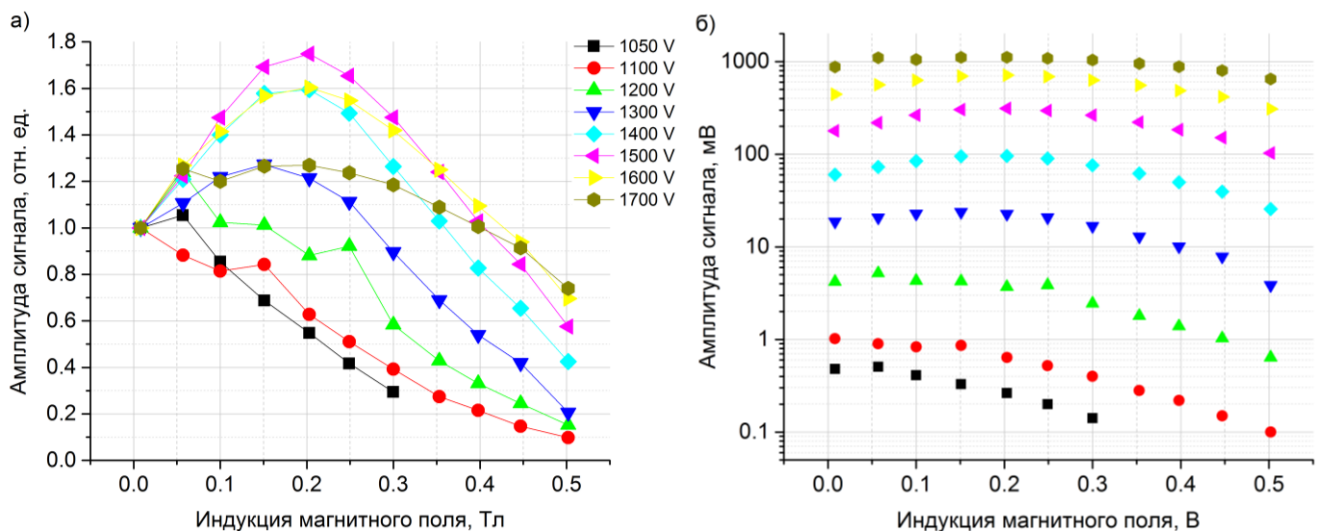 а)
1.8
1.6
1.4
1.2
1.0
0.8
0.6
0.4
0.2
0.0
Амплитуда сигнала, отн. ед.
0.0 0.1 0.2 0.3 0.4 0.5
Индукция магнитного поля, Тл
1050 V
1100 V
1200 V
1300 V
1400 V
1500 V
1600 V
1700 V
б)
1000
100
10
1
0.1
Амплитуда сигнала, мВ
0.0 0.1 0.2 0.3 0.4 0.5
Индукция магнитного поля, В